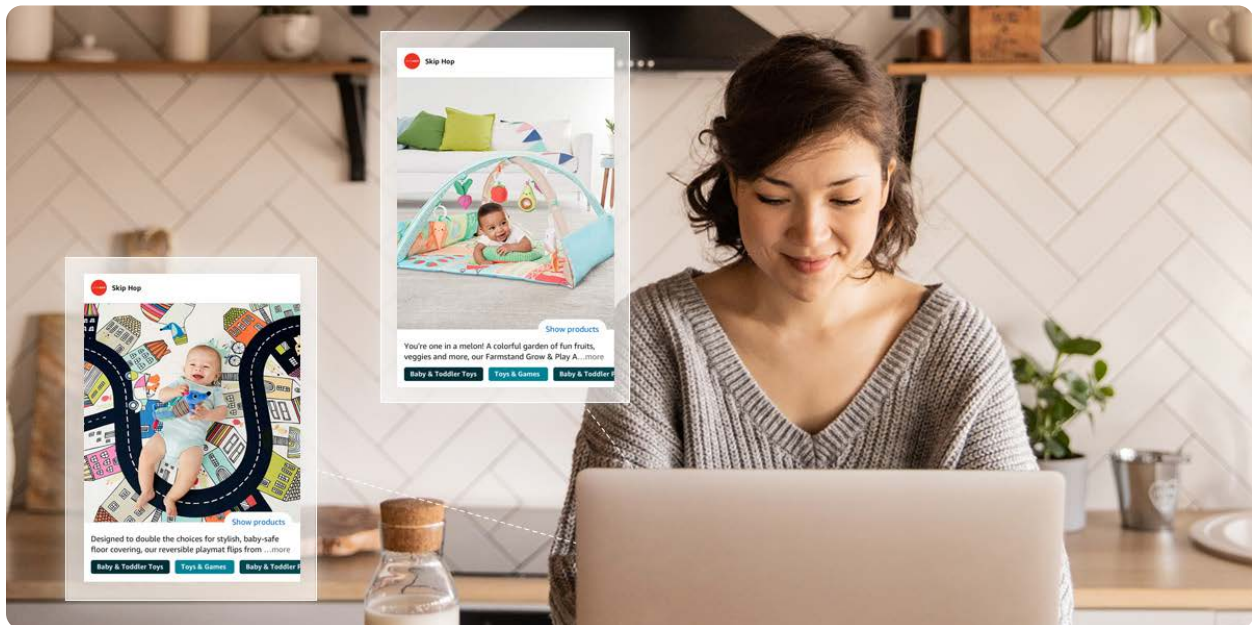 Skip Hop
Show products
You're one in a melon! A colorful garden of fun fruits,
veggies and more, our Farmstand Grow & Play A...more
Baby & Toddler Toys
Toys & Games
Baby & Toddler P
Skip Hop
Show products
Designed to double the choices for stylish, baby-safe
floor covering, our reversible playmat flips from ...more
Baby & Toddler Toys
Toys & Games
Baby & Toddler P